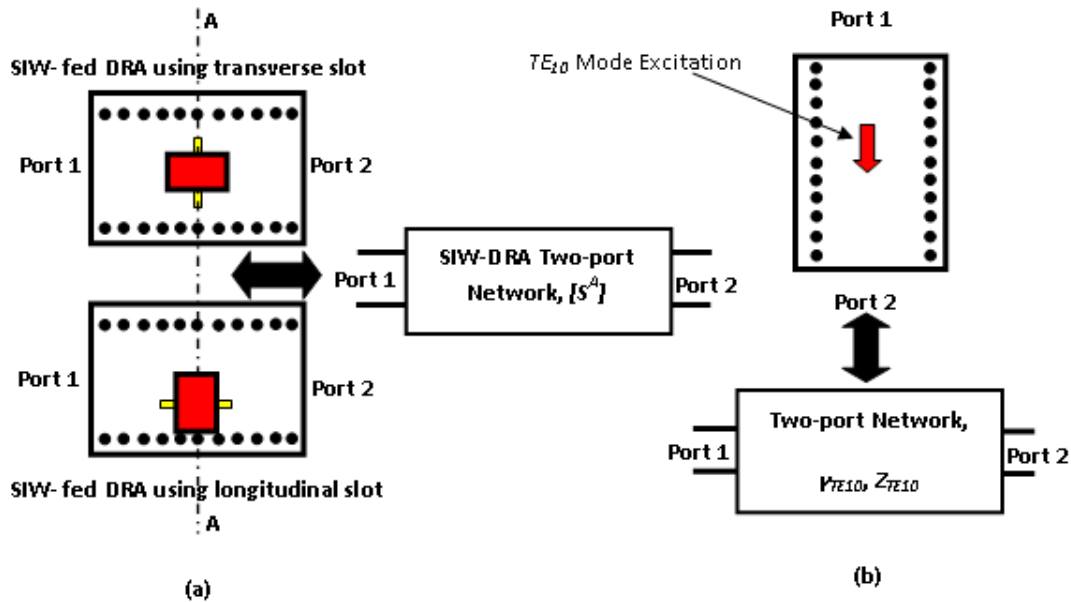 A
SIW- fed DRA using transverse slot
Port 1
Port 2
Port 1
Port 2
SIW- fed DRA using longitudinal slot
A
(a)
Port 1
SIW-DRA Two-port
Network, [S^A]
Port 2
Port 1
TE10 Mode Excitation
Port 2
Port 1
Two-port Network,
γTE10, ZTE10
Port 2
(b)